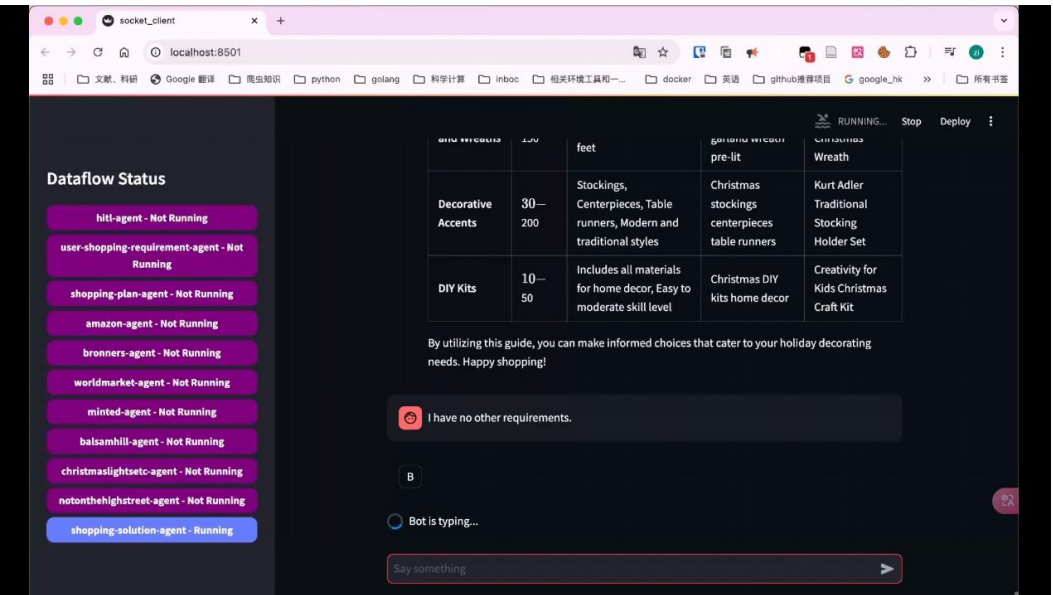 socket_client
localhost:8501
文献、科研
Google 翻译
爬虫知识
python
golang
科学计算
inboc
相关环境工具和一...
docker
英语
github推荐项目
google_hk
所有书签
RUNNING...
Stop
Deploy
Dataflow Status
hitl-agent - Not Running
user-shopping-requirement-agent - Not
Running
shopping-plan-agent - Not Running
amazon-agent - Not Running
bronners-agent - Not Running
worldmarket-agent - Not Running
minted-agent - Not Running
balsamhill-agent - Not Running
christmaslightsetc-agent - Not Running
notonthehighstreet-agent - Not Running
shopping-solution-agent - Running
and Wreaths
150
feet
garland wreath
pre-lit
Christmas
Wreath
Decorative
Accents
30—
200
Stockings,
Centerpieces, Table
runners, Modern and
traditional styles
Christmas
stockings
centerpieces
table runners
Kurt Adler
Traditional
Stocking
Holder Set
DIY Kits
10—
50
Includes all materials
for home decor, Easy to
moderate skill level
Christmas DIY
kits home decor
Creativity for
Kids Christmas
Craft Kit
By utilizing this guide, you can make informed choices that cater to your holiday decorating
needs. Happy shopping!
I have no other requirements.
B
Bot is typing...
Say something